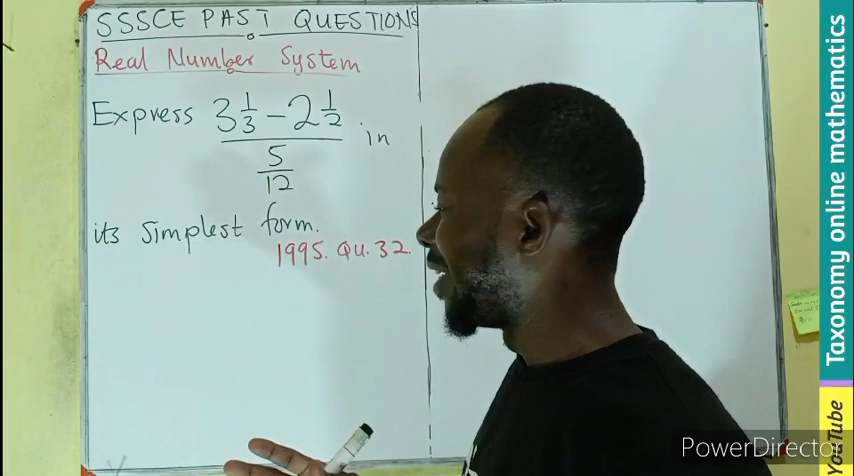 SSSCE PAST QUESTIONS
Real Number System
Express 3 1/3 - 2 1/2 in
5/12
its simplest form.
1995. QU. 32.
Taxonomy online mathematics
YouTube
PowerDirector